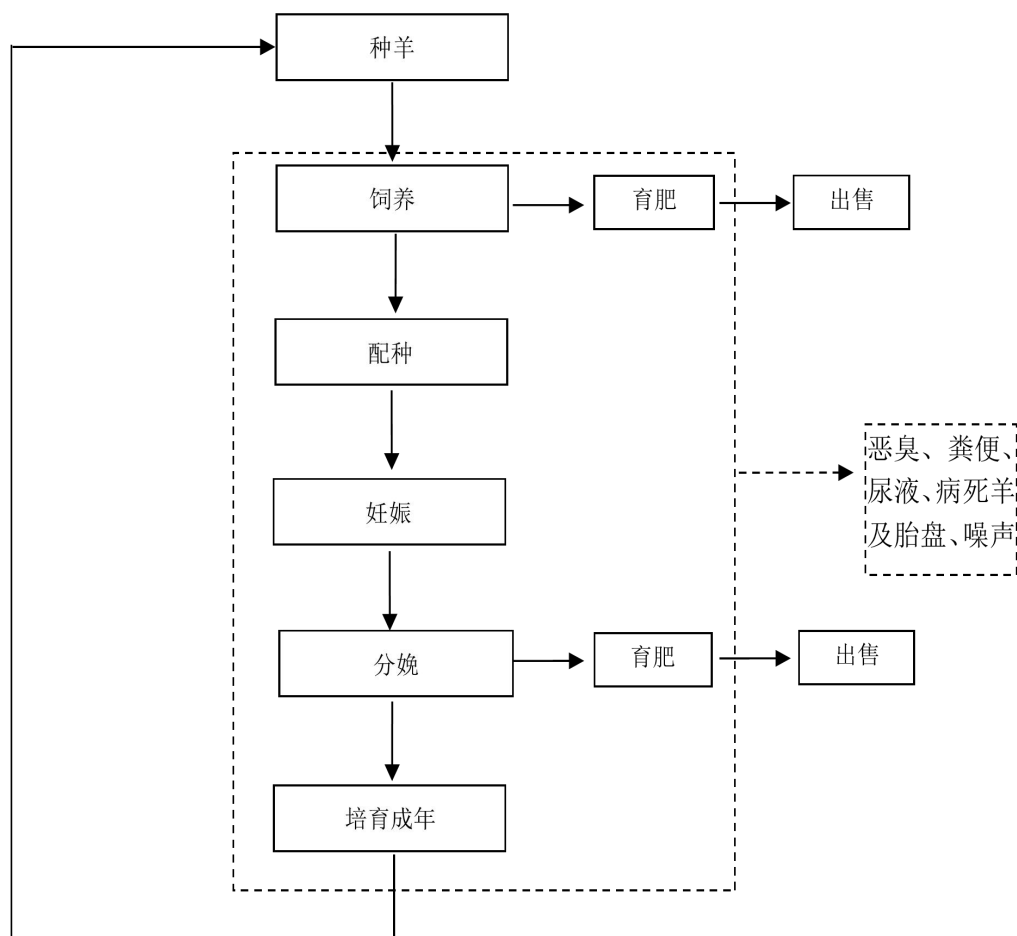 种羊
饲养
育肥
出售
配种
恶臭、粪便、
尿液、病死羊
及胎盘、噪声
妊娠
分娩
育肥
出售
培育成年